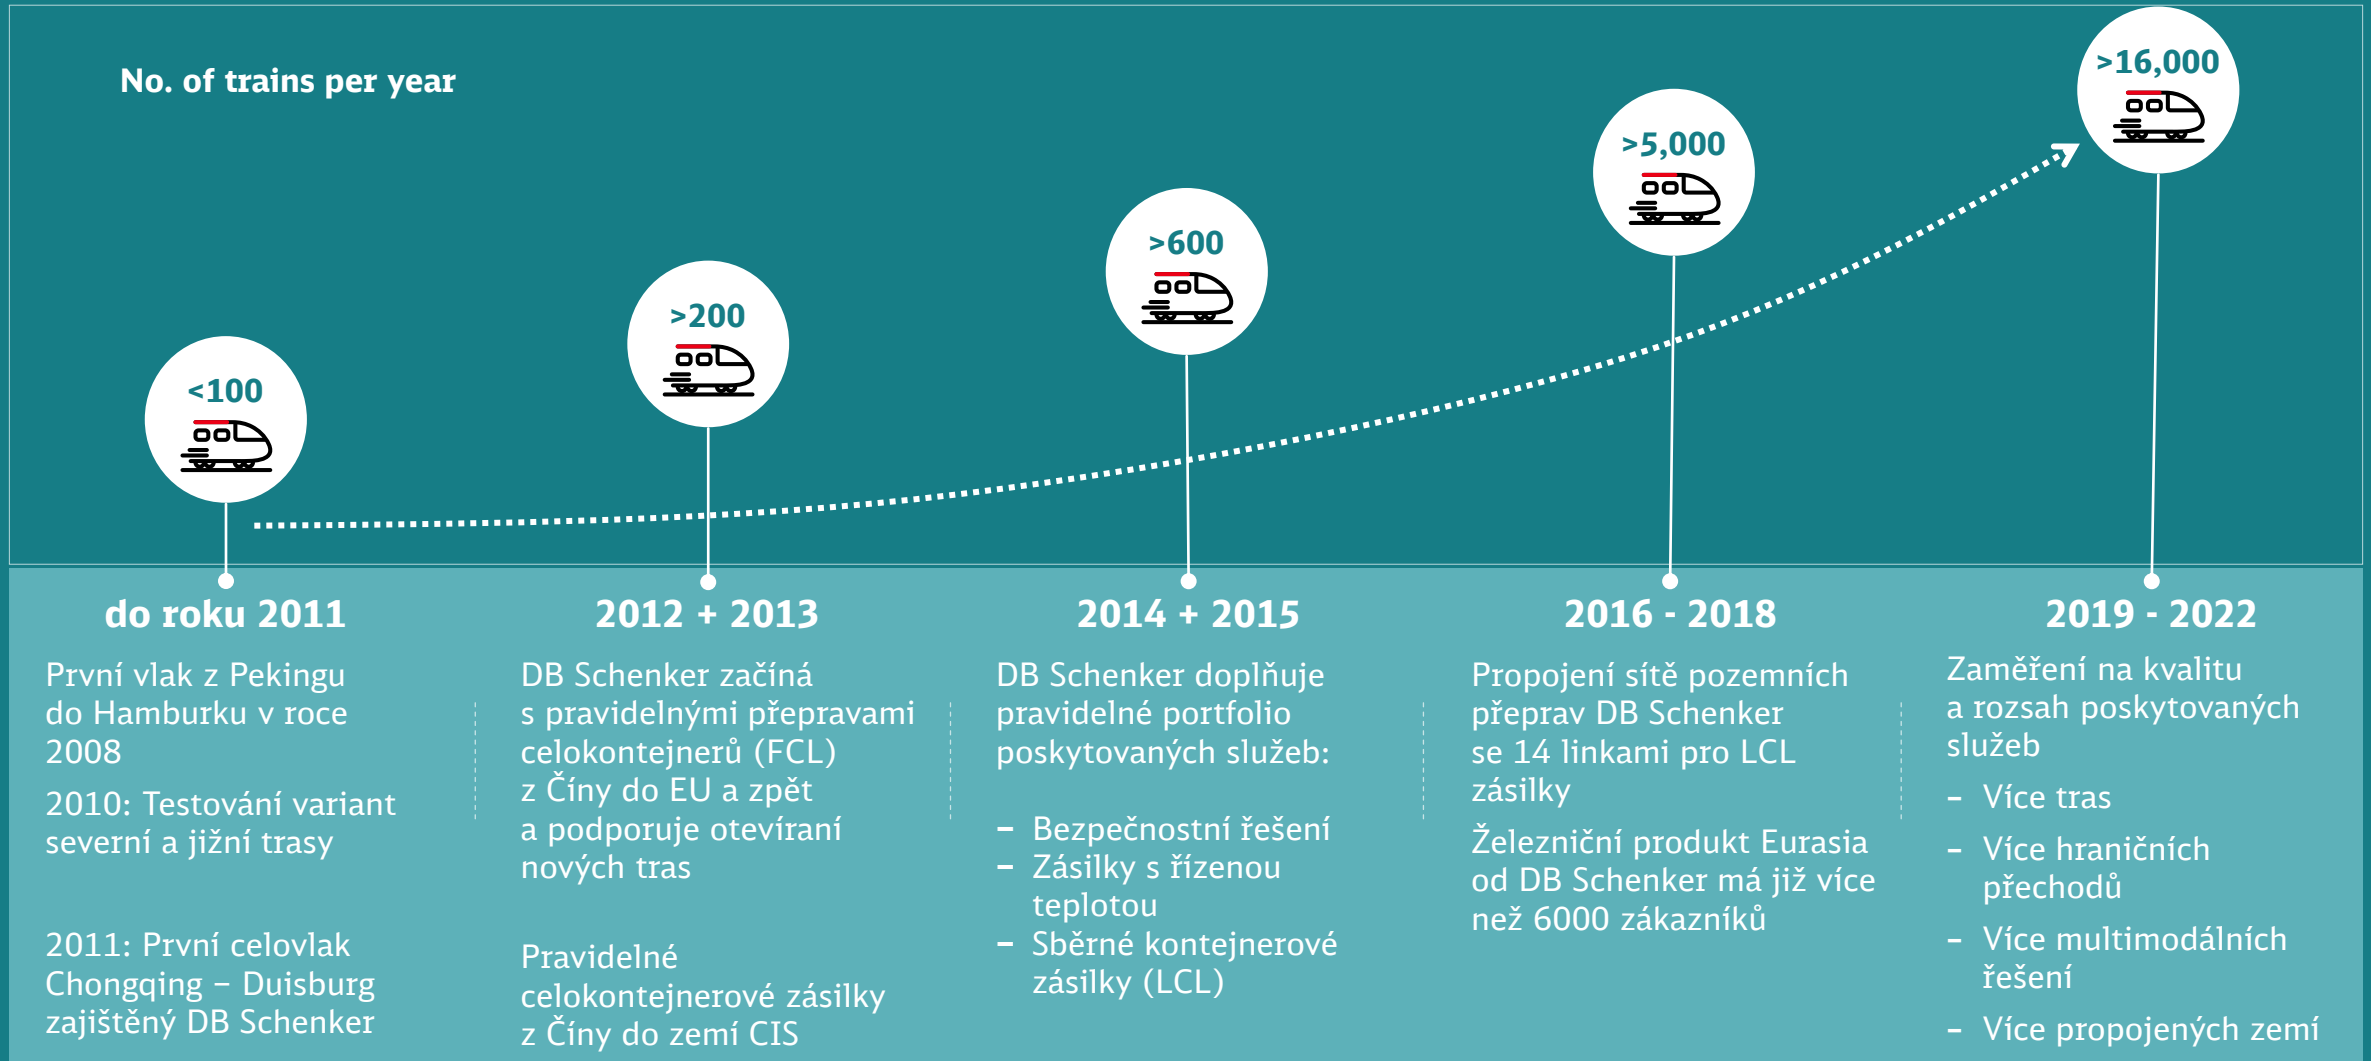 No. of trains per year
<100
>200
>600
>5,000
>16,000
do roku 2011
První vlak z Pekingu
do Hamburku v roce
2008
2010: Testování variant
severní a jižní trasy
2011: První celovlak
Chongqing – Duisburg
zajištěný DB Schenker
2012 + 2013
DB Schenker začíná
s pravidelnými přepravami
celokontejnerů (FCL)
z Číny do EU a zpět
a podporuje otevíraní
nových tras
Pravidelné
celokontejnerové zásilky
z Číny do zemí CIS
2014 + 2015
DB Schenker doplňuje
pravidelné portfolio
poskytovaných služeb:
– Bezpečnostní řešení
– Zásilky s řízenou
teplotou
– Sběrné kontejnerové
zásilky (LCL)
2016 - 2018
Propojení sítě pozemních
přeprav DB Schenker
se 14 linkami pro LCL
zásilky
Železniční produkt Eurasia
od DB Schenker má již více
než 6000 zákazníků
2019 - 2022
Zaměření na kvalitu
a rozsah poskytovaných
služeb
– Více tras
– Více hraničních
přechodů
– Více multimodálních
řešení
– Více propojených zemí